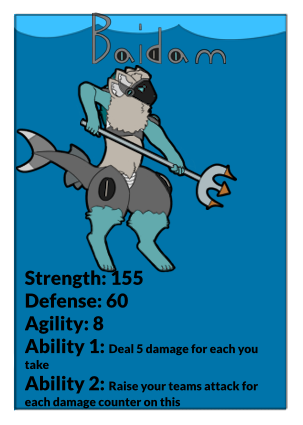 Baidam
Strength: 155
Defense: 60
Agility: 8
Ability 1: Deal 5 damage for each you
take
Ability 2: Raise your teams attack for
each damage counter on this